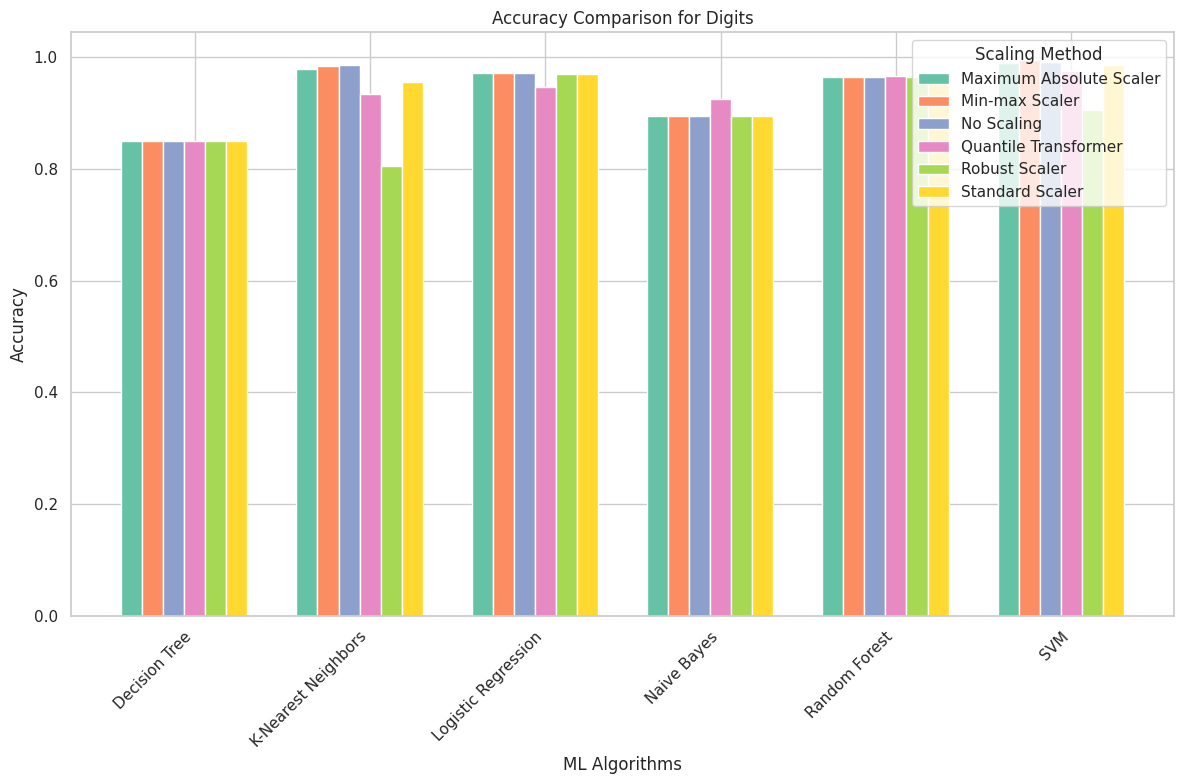 Accuracy Comparison for Digits
Scaling Method
Maximum Absolute Scaler
Min-max Scaler
No Scaling
Quantile Transformer
Robust Scaler
Standard Scaler
1.0
0.8
0.6
0.4
0.2
0.0
Accuracy
Decision Tree
K-Nearest Neighbors
Logistic Regression
Naive Bayes
Random Forest
SVM
ML Algorithms